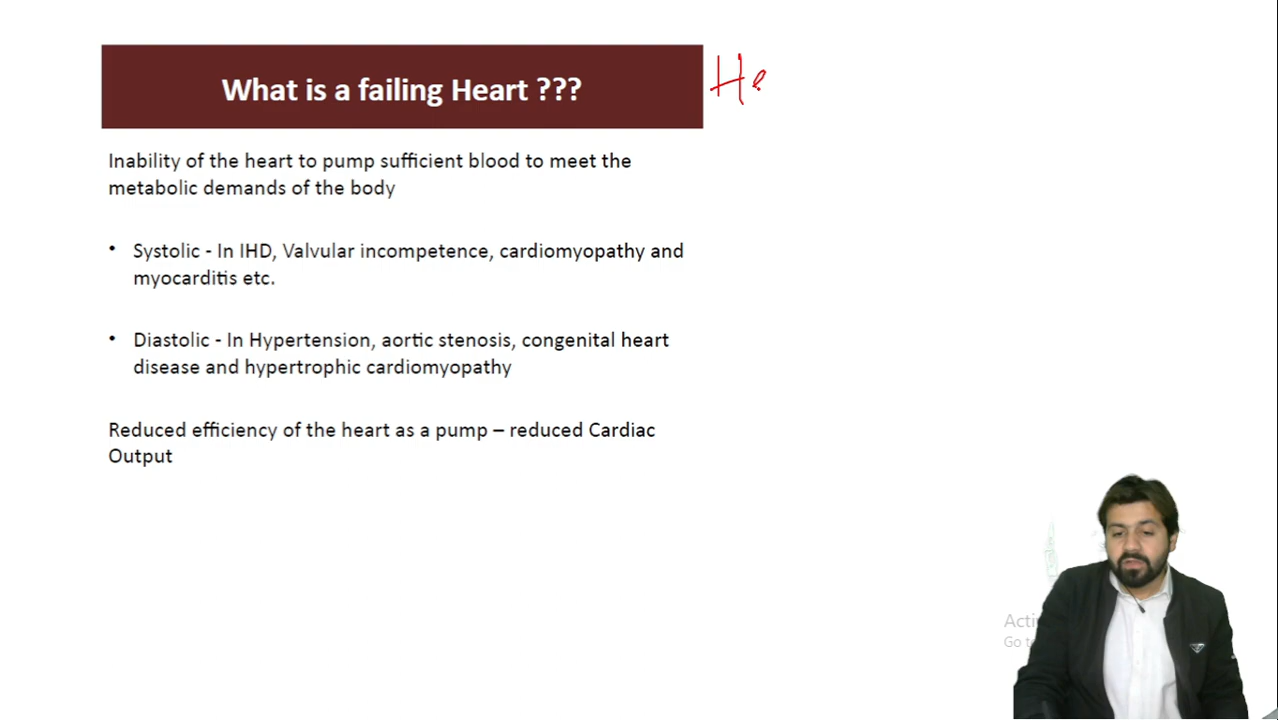 What is a failing Heart ???
He
Inability of the heart to pump sufficient blood to meet the
metabolic demands of the body
• Systolic - In IHD, Valvular incompetence, cardiomyopathy and
myocarditis etc.
• Diastolic - In Hypertension, aortic stenosis, congenital heart
disease and hypertrophic cardiomyopathy
Reduced efficiency of the heart as a pump – reduced Cardiac
Output
Go to